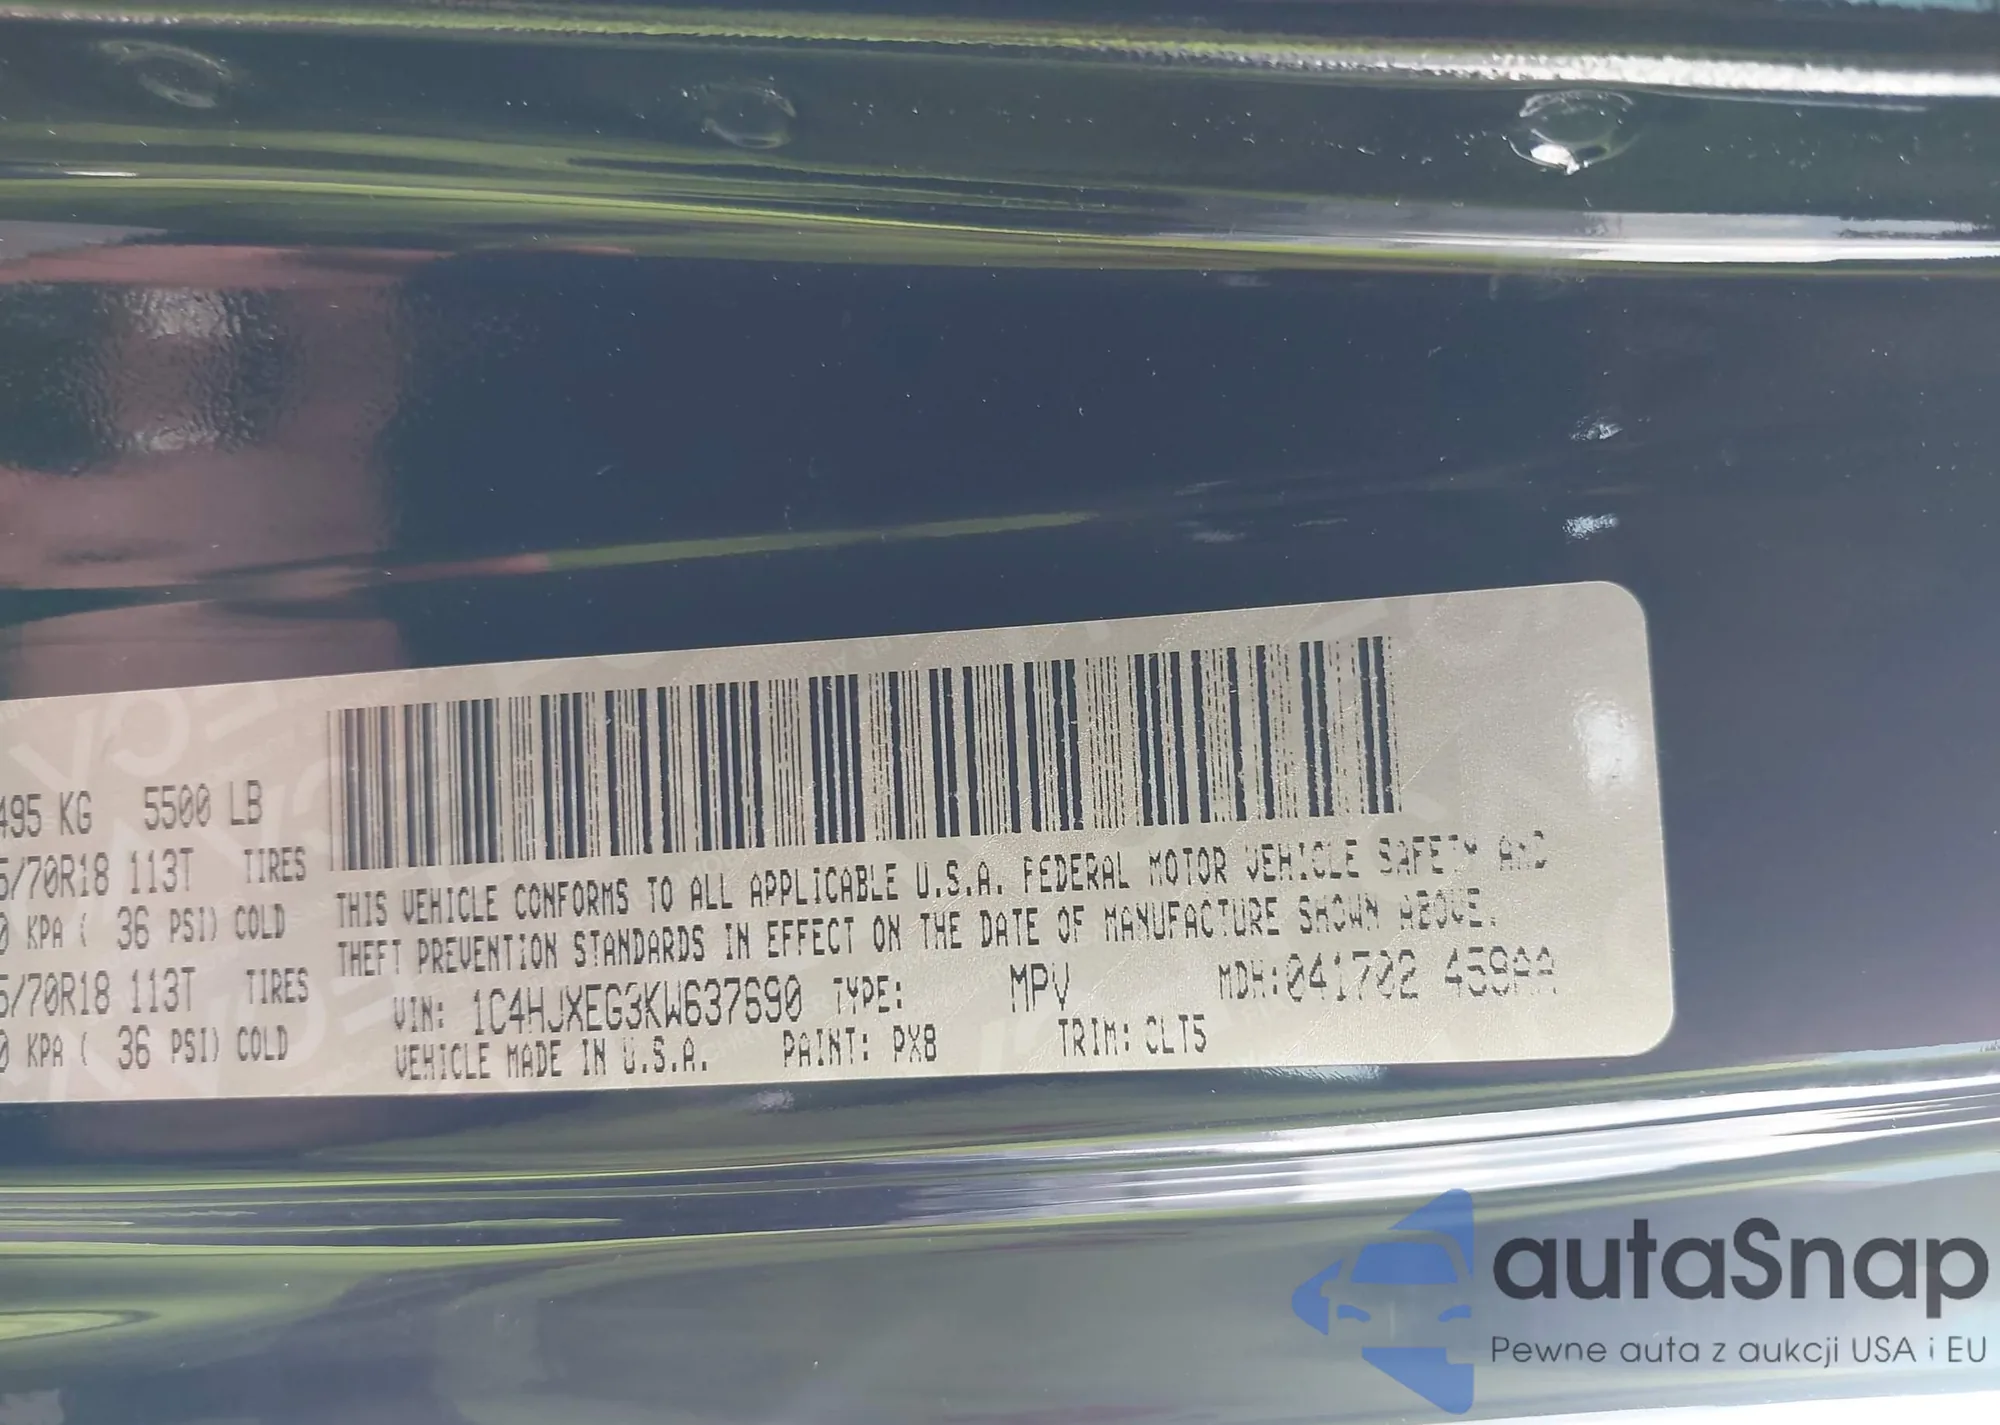 495 KG 5500 LB
5/70R18 113T TIRES
0 KPA ( 36 PSI) COLD
5/70R18 113T TIRES
0 KPA ( 36 PSI) COLD
THIS VEHICLE CONFORMS TO ALL APPLICABLE U.S.A. FEDERAL MOTOR VEHICLE SAFETY AND
THEFT PREVENTION STANDARDS IN EFFECT ON THE DATE OF MANUFACTURE SHOWN ABOVE.
VIN: 1C4HJXEG3KW637690 TYPE: MPV MDH:041702 459AA
VEHICLE MADE IN U.S.A. PAINT: PX8 TRIM: CLT5
autaSnap
Pewne auta z aukcji USA i EU